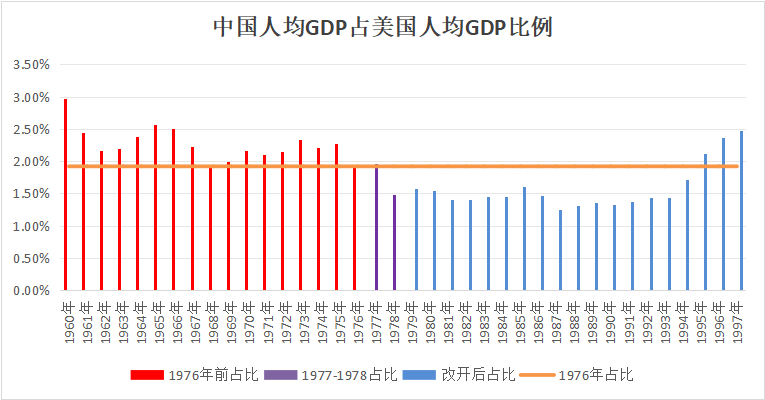 中国人均GDP占美国人均GDP比例
3.50%
3.00%
2.50%
2.00%
1.50%
1.00%
0.50%
0.00%
1960年
1961年
1962年
1963年
1964年
1965年
1966年
1967年
1968年
1969年
1970年
1971年
1972年
1973年
1974年
1975年
1976年
1977年
1978年
1979年
1980年
1981年
1982年
1983年
1984年
1985年
1986年
1987年
1988年
1989年
1990年
1991年
1992年
1993年
1994年
1995年
1996年
1997年
1976年前占比 1977-1978占比 改开后占比 1976年占比